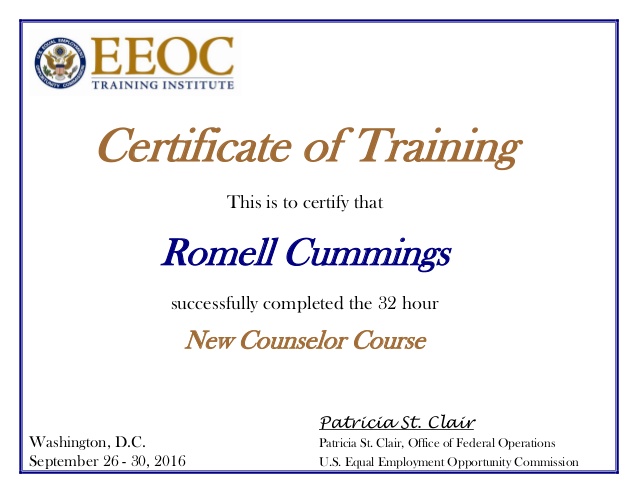 U.S. EQUAL EMPLOYMENT OPPORTUNITY COMMISSION
EEOC
TRAINING INSTITUTE
Certificate of Training
This is to certify that
Romell Cummings
successfully completed the 32 hour
New Counselor Course
Patricia St. Clair
Washington, D.C.
Patricia St. Clair, Office of Federal Operations
September 26 - 30, 2016
U.S. Equal Employment Opportunity Commission